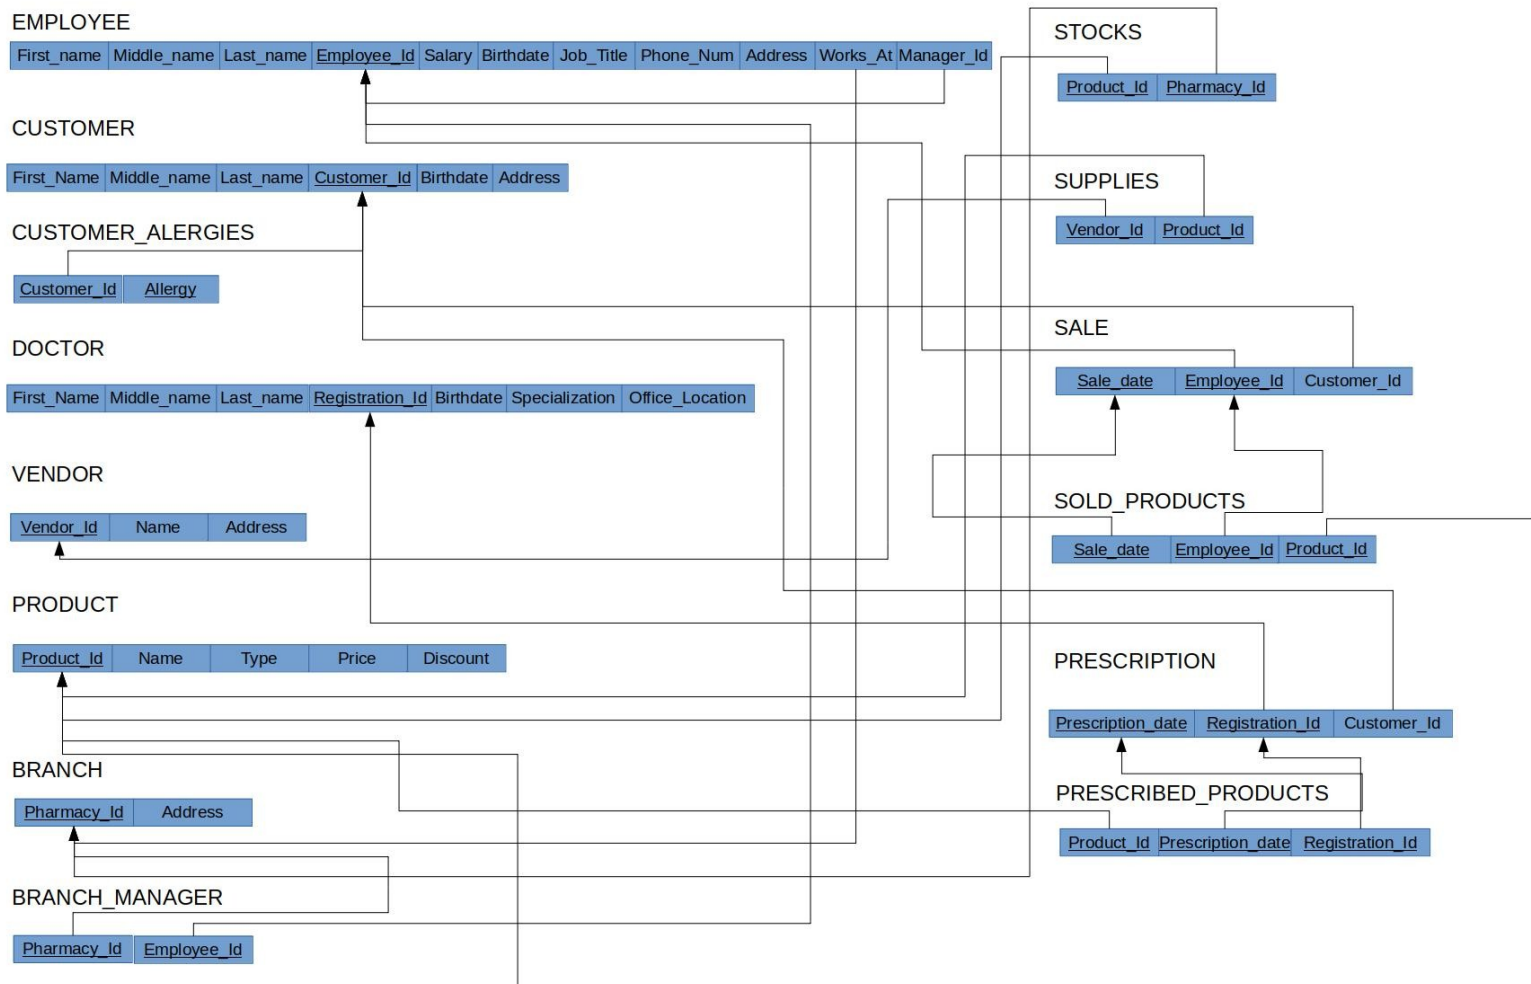 EMPLOYEE
First_name Middle_name Last_name Employee_Id Salary Birthdate Job_Title Phone_Num Address Works_At Manager_Id
CUSTOMER
First_Name Middle_name Last_name Customer_Id Birthdate Address
CUSTOMER_ALERGIES
Customer_Id Allergy
DOCTOR
First_Name Middle_name Last_name Registration_Id Birthdate Specialization Office_Location
VENDOR
Vendor_Id Name Address
PRODUCT
Product_Id Name Type Price Discount
BRANCH
Pharmacy_Id Address
BRANCH_MANAGER
Pharmacy_Id Employee_Id
STOCKS
Product_Id Pharmacy_Id
SUPPLIES
Vendor_Id Product_Id
SALE
Sale_date Employee_Id Customer_Id
SOLD_PRODUCTS
Sale_date Employee_Id Product_Id
PRESCRIPTION
Prescription_date Registration_Id Customer_Id
PRESCRIBED_PRODUCTS
Product_Id Prescription_date Registration_Id